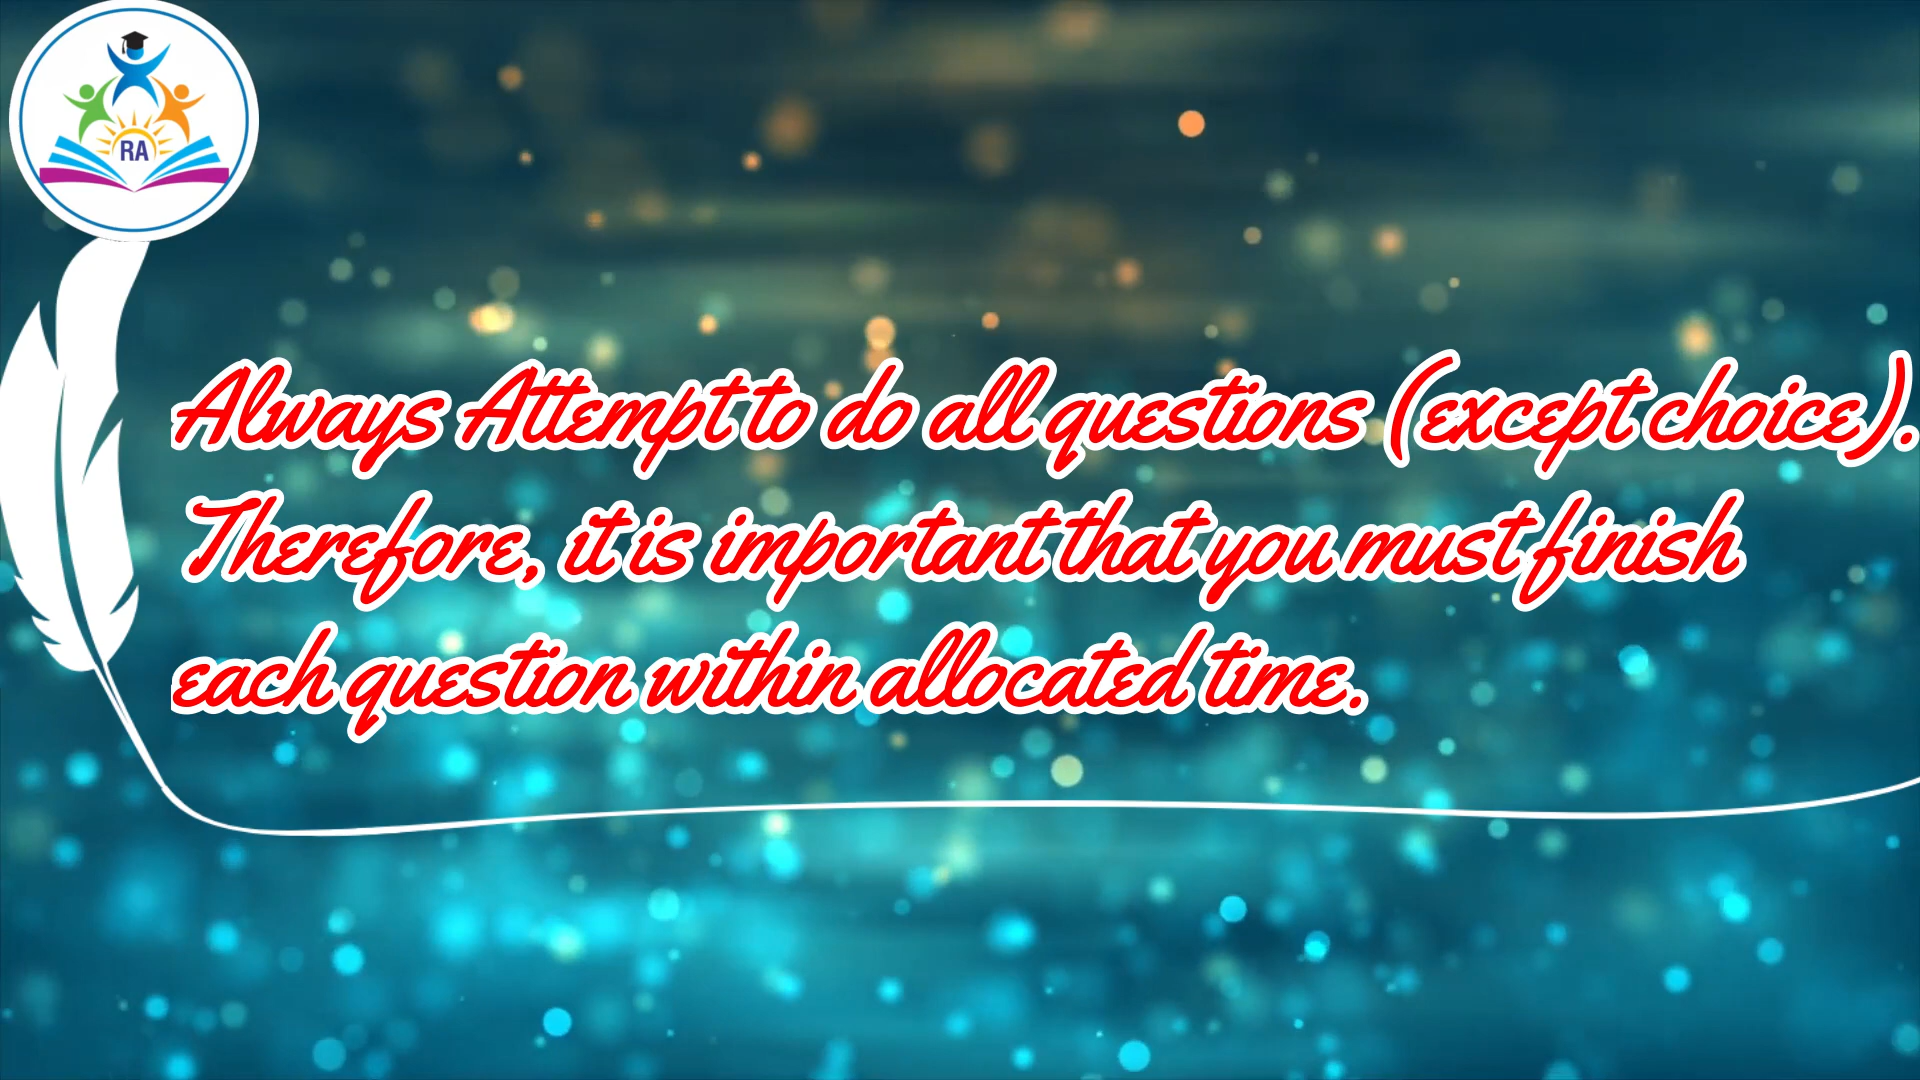 RA
Always Attempt to do all questions (except choice).
Therefore, it is important that you must finish
each question within allocated time.